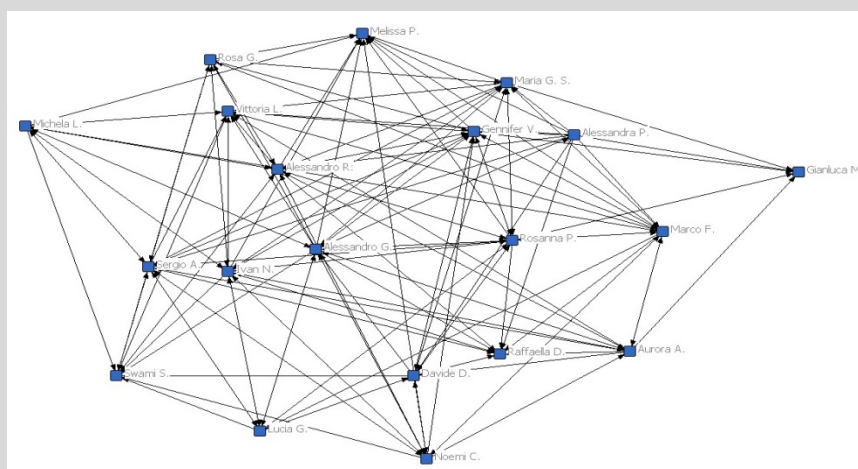 Melissa P.
Rosa G.
Maria G. S.
Vittoria L.
Michela L.
Gennifer V.
Alessandra P.
Alessandro R.
Gianluca M
Marco F.
Rosanna P.
Alessandro G.
Sergio A.
Ivan N.
Raffaella D.
Aurora A.
Swami S.
Davide D.
Lucia G.
Noemi C.